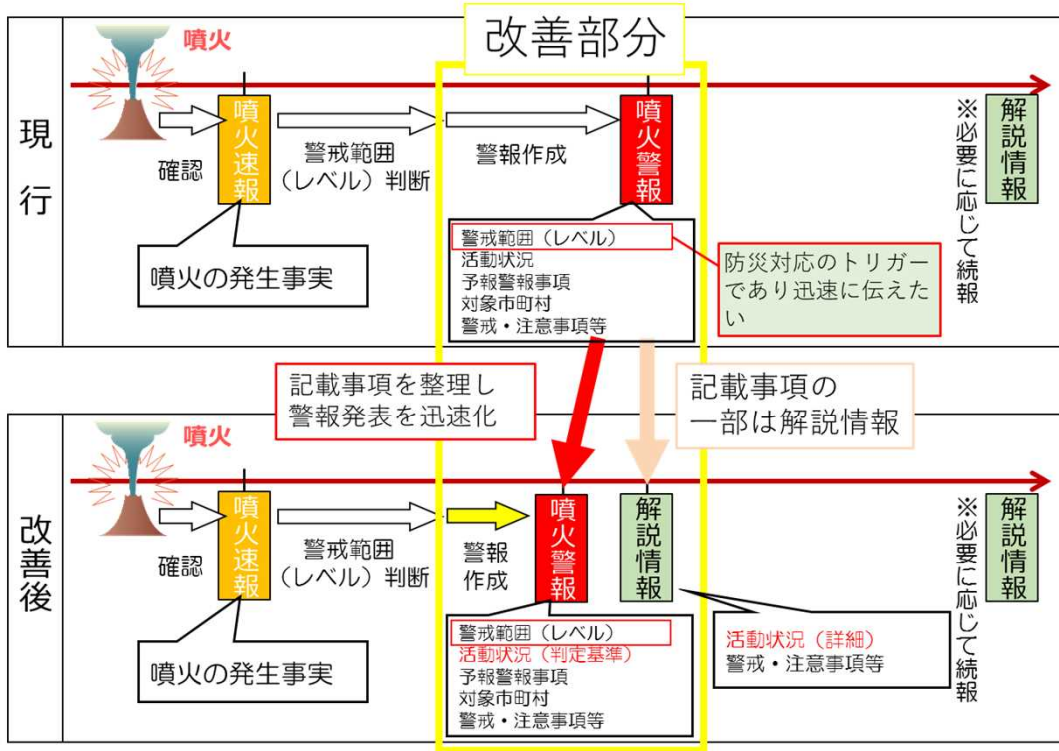 改善部分
現行
噴火
確認
噴火速報
警戒範囲
（レベル）判断
警報作成
噴火警報
※必要に応じて続報
解説情報
噴火の発生事実
警戒範囲（レベル）
活動状況
予報警報事項
対象市町村
警戒・注意事項等
防災対応のトリガー
であり迅速に伝えた
い
記載事項を整理し
警報発表を迅速化
記載事項の
一部は解説情報
改善後
噴火
確認
噴火速報
警戒範囲
（レベル）判断
警報
作成
噴火警報
解説情報
※必要に応じて続報
解説情報
噴火の発生事実
警戒範囲（レベル）
活動状況（判定基準）
予報警報事項
対象市町村
警戒・注意事項等
活動状況（詳細）
警戒・注意事項等